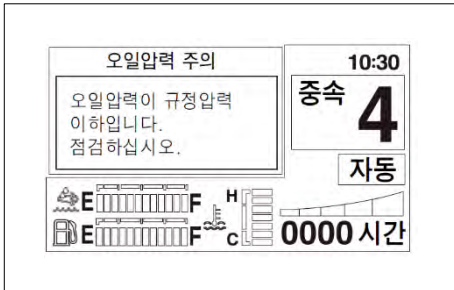 오일압력 주의
오일압력이 규정압력
이하입니다.
점검하십시오.
10:30
중속
4
자동
E F
E F
H
C
0000 시간